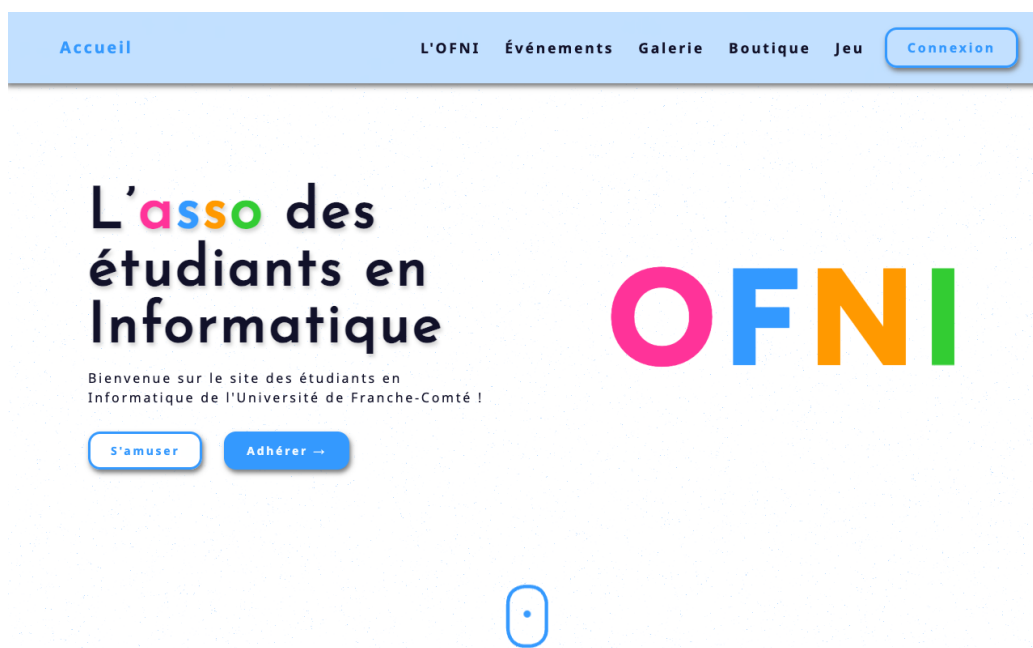 Accueil L'OFNI Événements Galerie Boutique Jeu Connexion
L'asso des
étudiants en
Informatique
OFNI
Bienvenue sur le site des étudiants en
Informatique de l'Université de Franche-Comté !
S'amuser Adhérer →